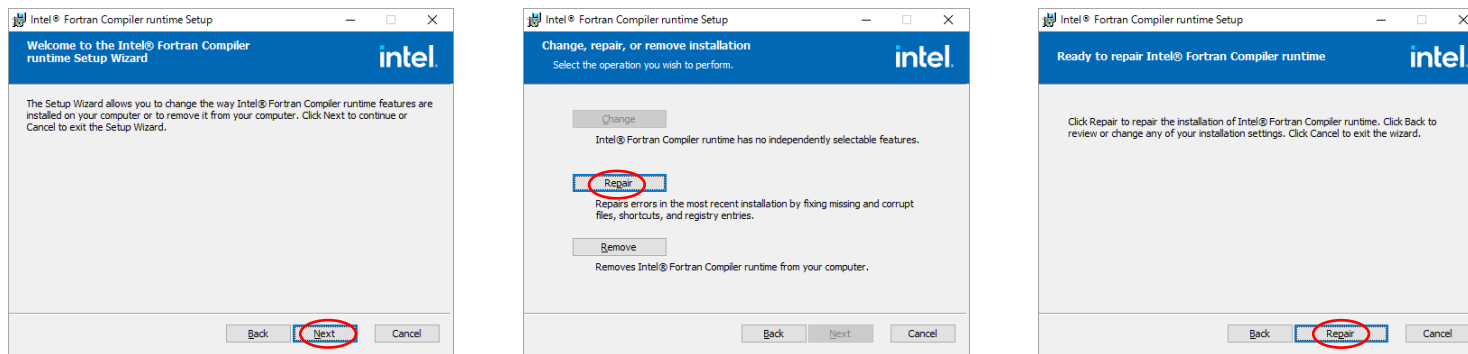 Intel® Fortran Compiler runtime Setup
Welcome to the Intel® Fortran Compiler
runtime Setup Wizard
intel.
The Setup Wizard allows you to change the way Intel® Fortran Compiler runtime features are
installed on your computer or to remove it from your computer. Click Next to continue or
Cancel to exit the Setup Wizard.
Back Next Cancel
Intel® Fortran Compiler runtime Setup
Change, repair, or remove installation
Select the operation you wish to perform.
intel.
Change
Intel® Fortran Compiler runtime has no independently selectable features.
Repair
Repairs errors in the most recent installation by fixing missing and corrupt
files, shortcuts, and registry entries.
Remove
Removes Intel® Fortran Compiler runtime from your computer.
Back Next Cancel
Intel® Fortran Compiler runtime Setup
Ready to repair Intel® Fortran Compiler runtime
intel.
Click Repair to repair the installation of Intel® Fortran Compiler runtime. Click Back to
review or change any of your installation settings. Click Cancel to exit the wizard.
Back Repair Cancel